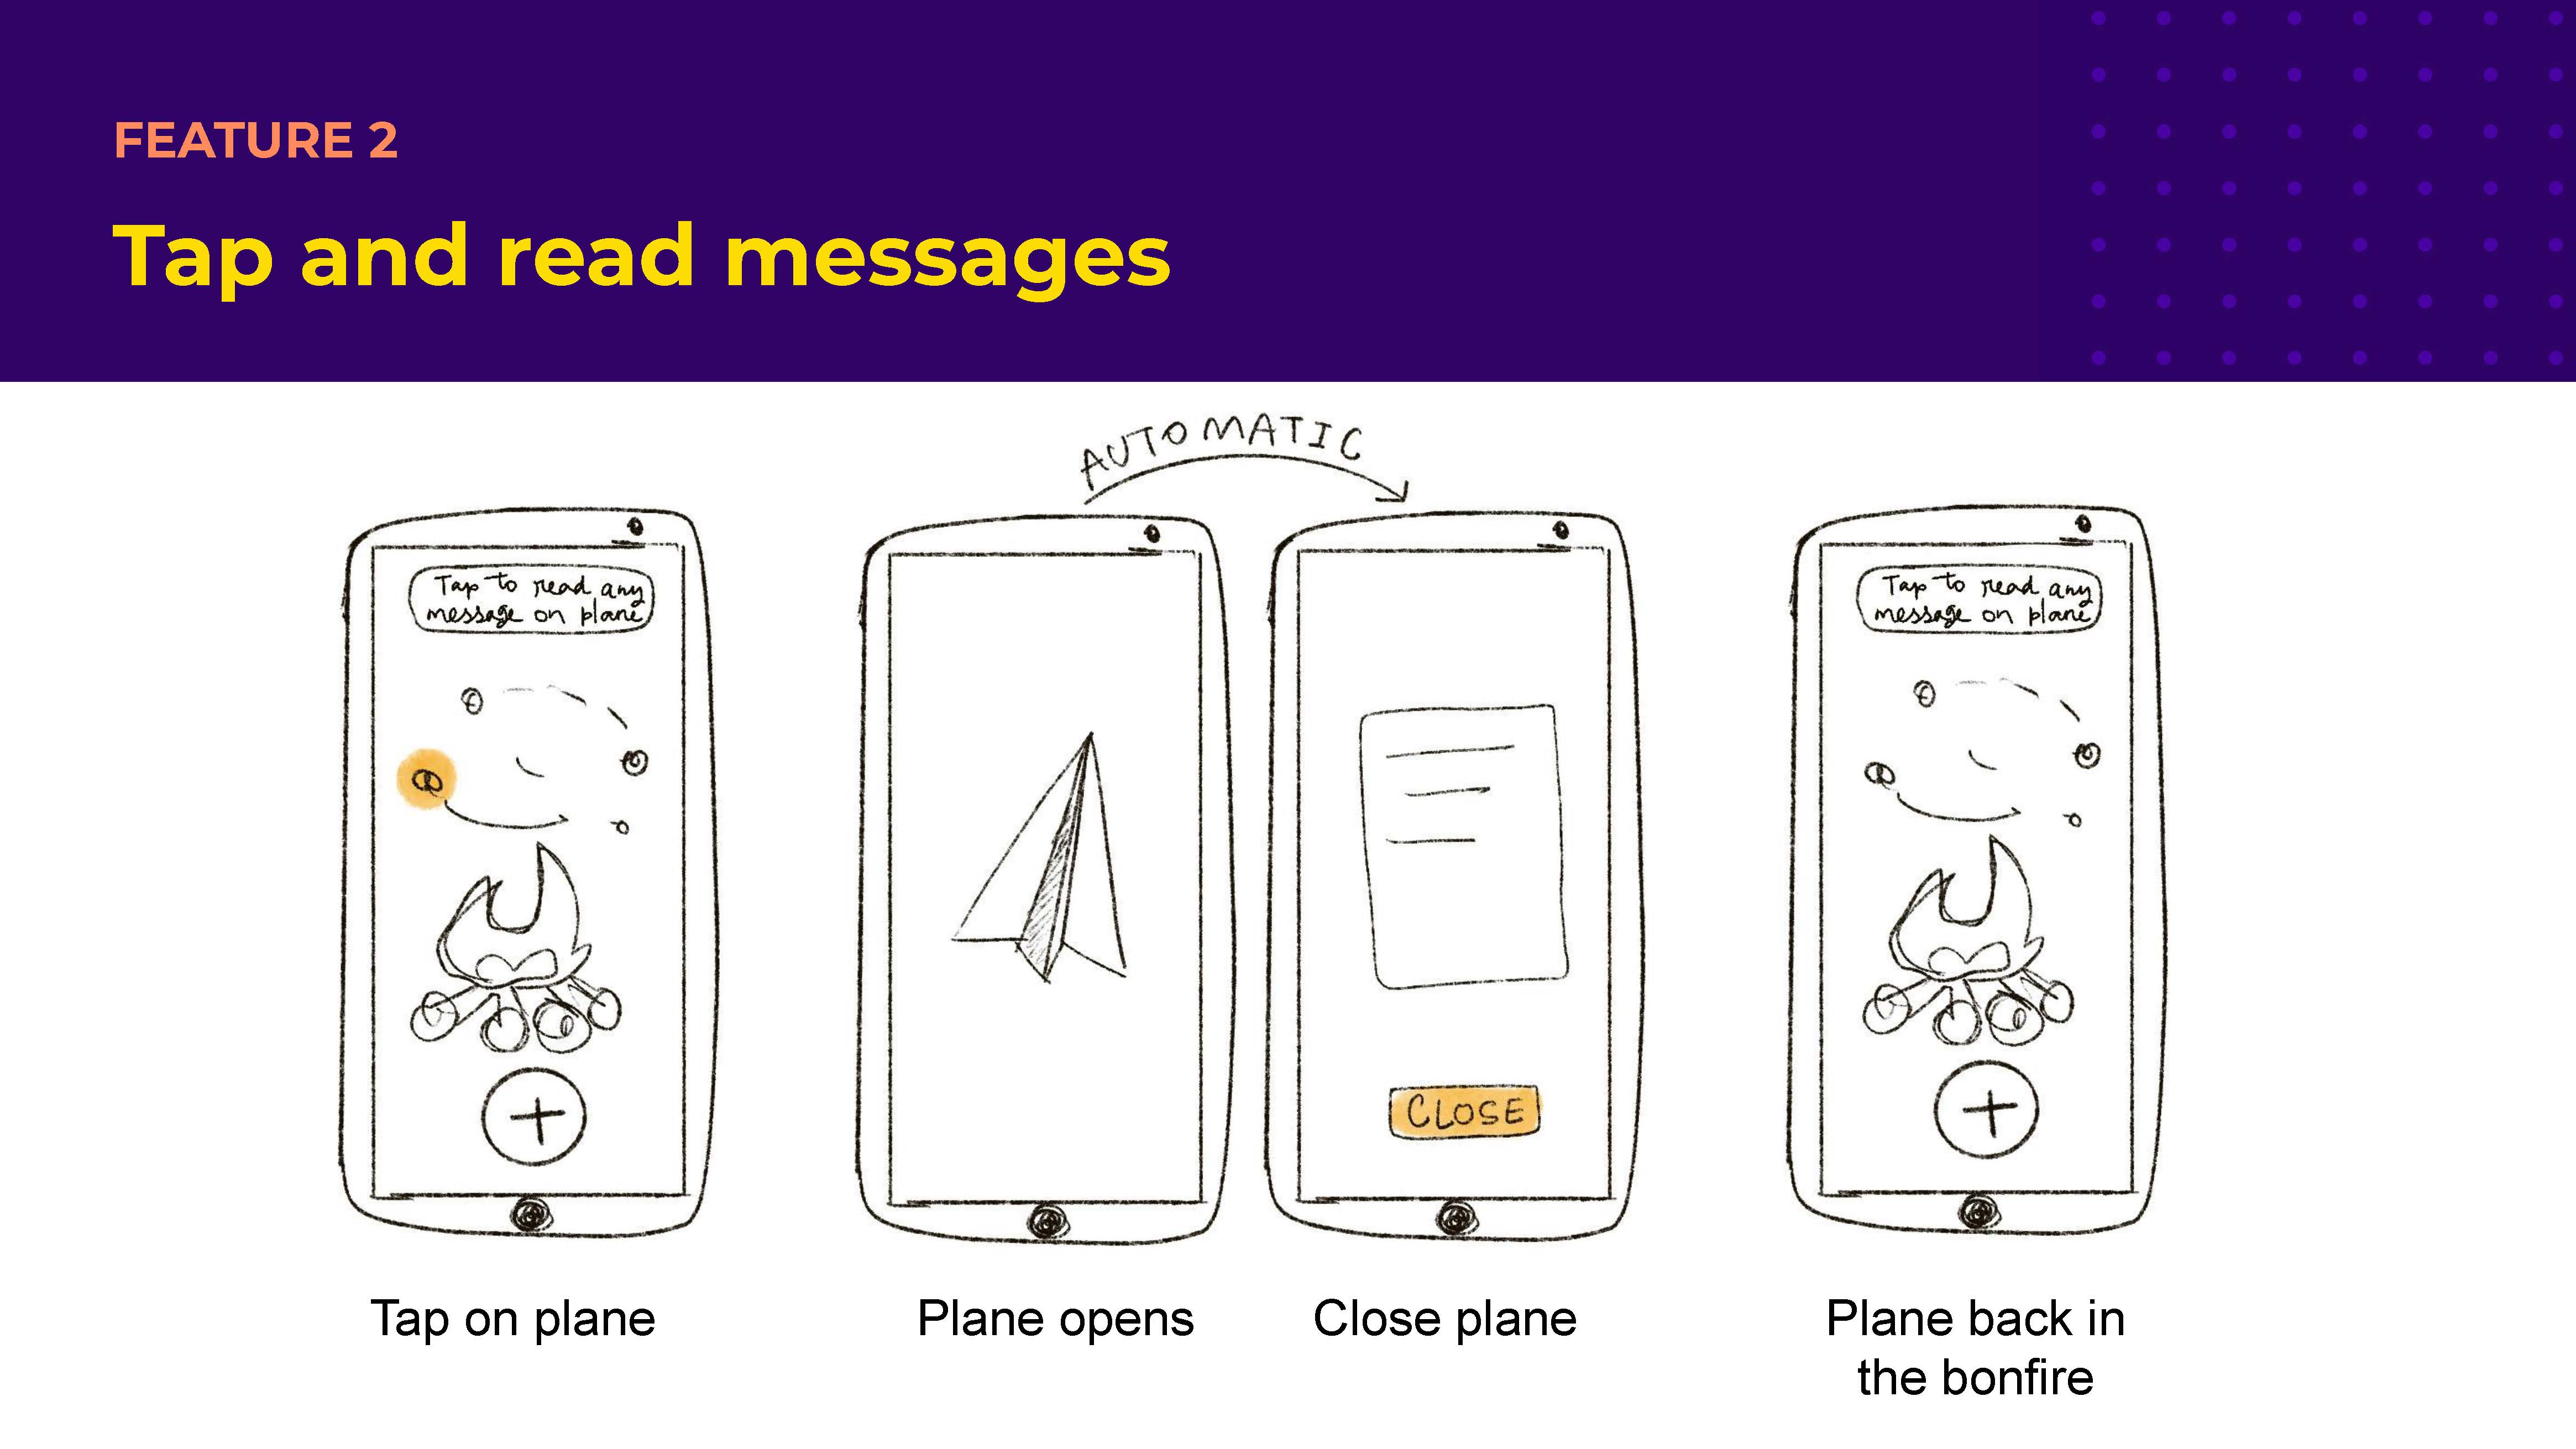 FEATURE 2
Tap and read messages
AUTOMATIC
Tap to read any
message on plane
CLOSE
Tap to read any
message on plane
Tap on plane
Plane opens
Close plane
Plane back in
the bonfire